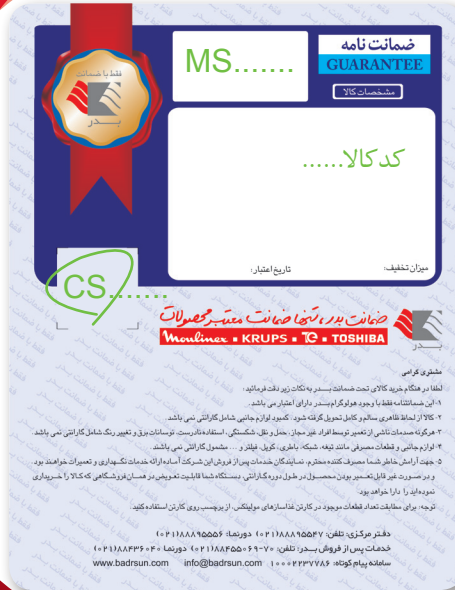 فقط با ضمانت
بـــدر
MS.......
ضمانت نامه
GUARANTEE
مشخصات کالا
کد کالا......
میزان تخفیف:
تاریخ اعتبار:
CS.......
ضمانت بدر، تنها ضمانت معتبر محصولات
Moulinex ▪ KRUPS ▪ TC ▪ TOSHIBA
بـــدر
مشتری گرامی
لطفا در هنگام خرید کالای تحت ضمانت بـــدر به نکات زیر دقت فرمائید:
۱- این ضمانتنامه فقط با وجود هولوگرام بـــدر دارای اعتبار می باشد.
۲- کالا از لحاظ ظاهری سالم و کامل تحویل گرفته شود. کمبود لوازم جانبی شامل گارانتی نمی باشد.
۳- هرگونه صدمات ناشی از تعمیر توسط افراد غیر مجاز، حمل و نقل، شکستگی، استفاده نادرست، نوسانات برق و تغییر رنگ شامل گارانتی نمی باشد.
۴- لوازم جانبی و قطعات مصرفی مانند تیغه، شبکه، باطری، کویل، فیلتر و ... مشمول گارانتی نمی باشند.
۵- جهت آرامش خاطر شما مصرف کننده محترم، نمایندگان خدمات پس از فروش این شرکت آماده ارائه خدمات نگهداری و تعمیرات خواهند بود
و در صورت غیر قابل تعمیر بودن محصول در طول دوره گارانتی، دستگاه شما قابلیت تعویض در همان فروشگاهی که کالا را خریداری
نموده اید را دارا خواهد بود.
توجه: برای مطابقت تعداد قطعات موجود در کارتن غذاسازهای مولینکس، از برچسب روی کارتن استفاده کنید.
دفتر مرکزی: تلفن: ۸۸۸۹۵۵۴۷(۰۲۱) دورنما: ۸۸۸۹۵۵۵۶(۰۲۱)
خدمات پس از فروش بـــدر: تلفن: ۷۰-۸۸۴۵۵۰۶۹(۰۲۱) دورنما: ۸۸۴۳۶۰۴۰(۰۲۱)
سامانه پیام کوتاه: ۱۰۰۰۲۲۳۷۷۸۶ info@badrsun.com www.badrsun.com